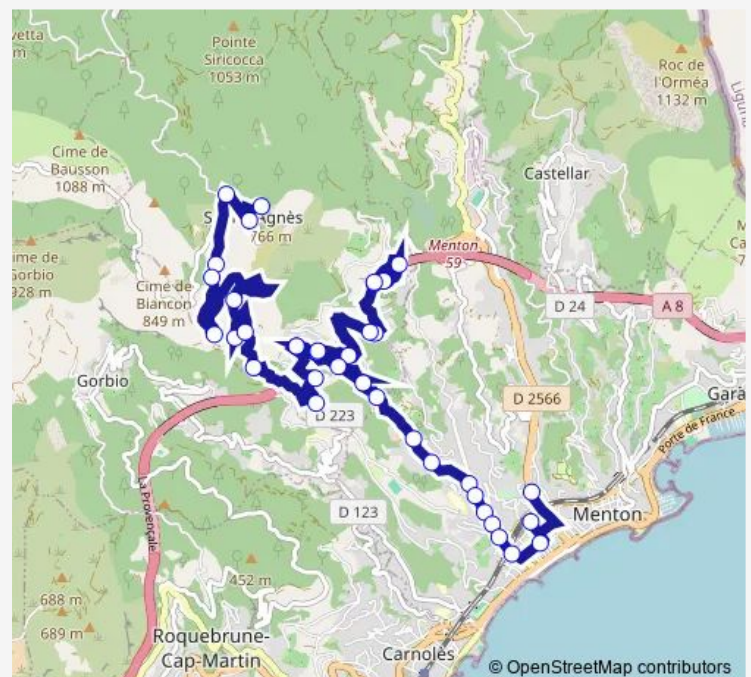 Pointe
Siricocca
1053 m
Roc de
l'Orméa
1132 m
Cime de
Bausson
1088 m
Castellar
766 m
Menton
59
Cime de
Biancon
849 m
928 m
D 24
A 8
Gorbio
D 2566
D 223
Porte de France
La Provençale
D 123
Menton
452 m
688 m
689 m
Roquebrune-
Cap-Martin
Carnolès
© OpenStreetMap contributors